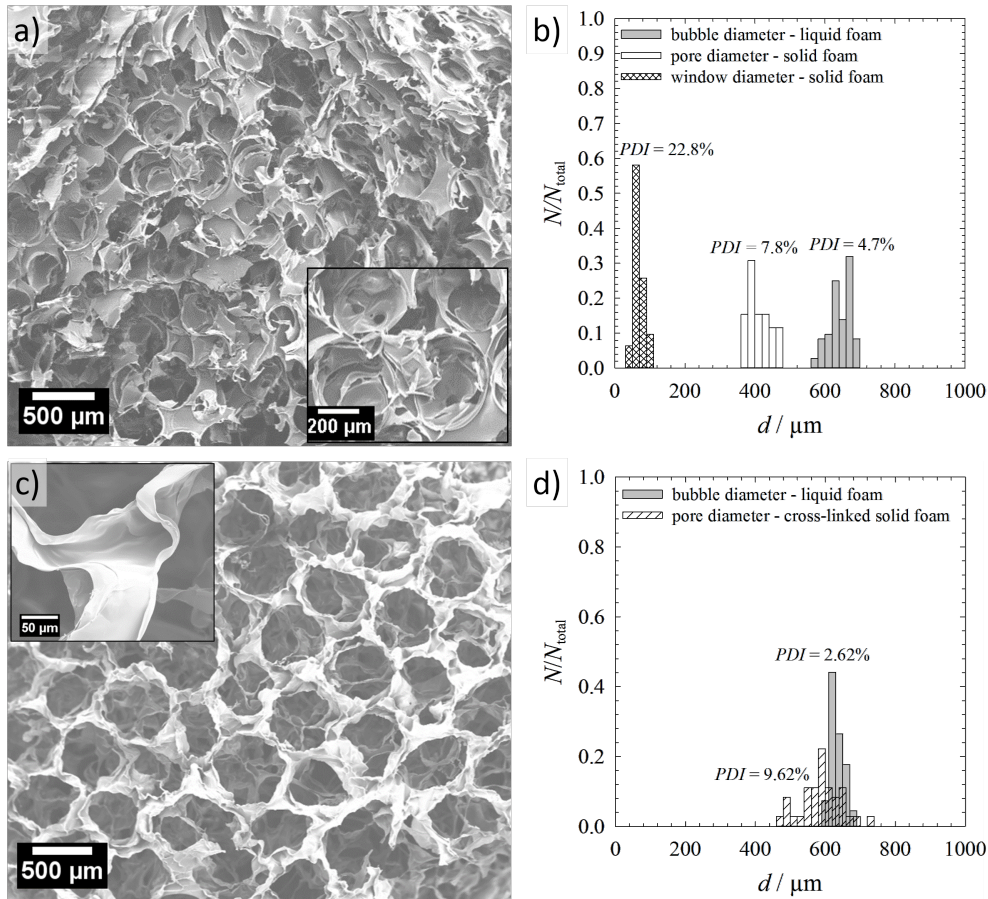 a)
500 µm
200 µm
b)
bubble diameter - liquid foam
pore diameter - solid foam
window diameter - solid foam
PDI = 22.8%
PDI = 7.8%
PDI = 4.7%
N/Ntotal
1.0
0.9
0.8
0.7
0.6
0.5
0.4
0.3
0.2
0.1
0.0
0 200 400 600 800 1000
d / µm
c)
50 µm
500 µm
d)
bubble diameter - liquid foam
pore diameter - cross-linked solid foam
PDI = 2.62%
PDI = 9.62%
N/Ntotal
1.0
0.8
0.6
0.4
0.2
0.0
0 200 400 600 800 1000
d / µm